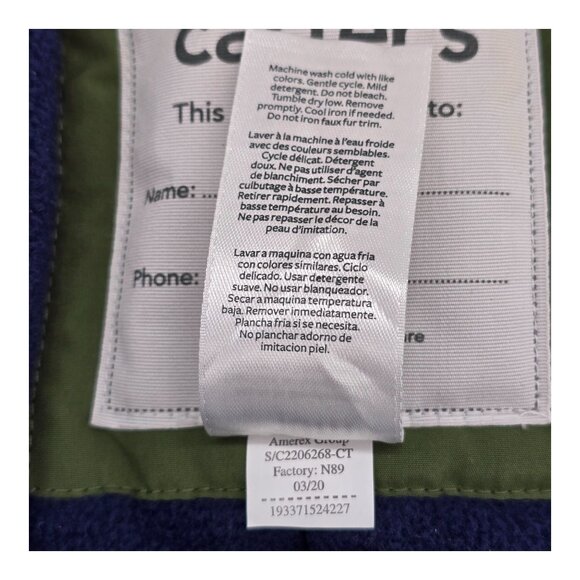 carter's
This
to:
Name:
Phone:
Machine wash cold with like
colors. Gentle cycle. Mild
detergent. Do not bleach.
Tumble dry low. Remove
promptly. Cool iron if needed.
Do not iron faux fur trim.
Laver à la machine à l'eau froide
avec des couleurs semblables.
Cycle délicat. Détergent
doux. Ne pas utiliser d'agent
de blanchiment. Sécher par
culbutage à basse température.
Retirer rapidement. Repasser à
basse température au besoin.
Ne pas repasser le décor de la
peau d'imitation.
Lavar a maquina con agua fria
con colores similares. Ciclo
delicado. Usar detergente
suave. No usar blanqueador.
Secar a maquina temperatura
baja. Remover inmediatamente.
Plancha fria si se necesita.
No planchar adorno de
imitacion piel.
Amerex Group
S/C2206268-CT
Factory: N89
03/20
193371524227